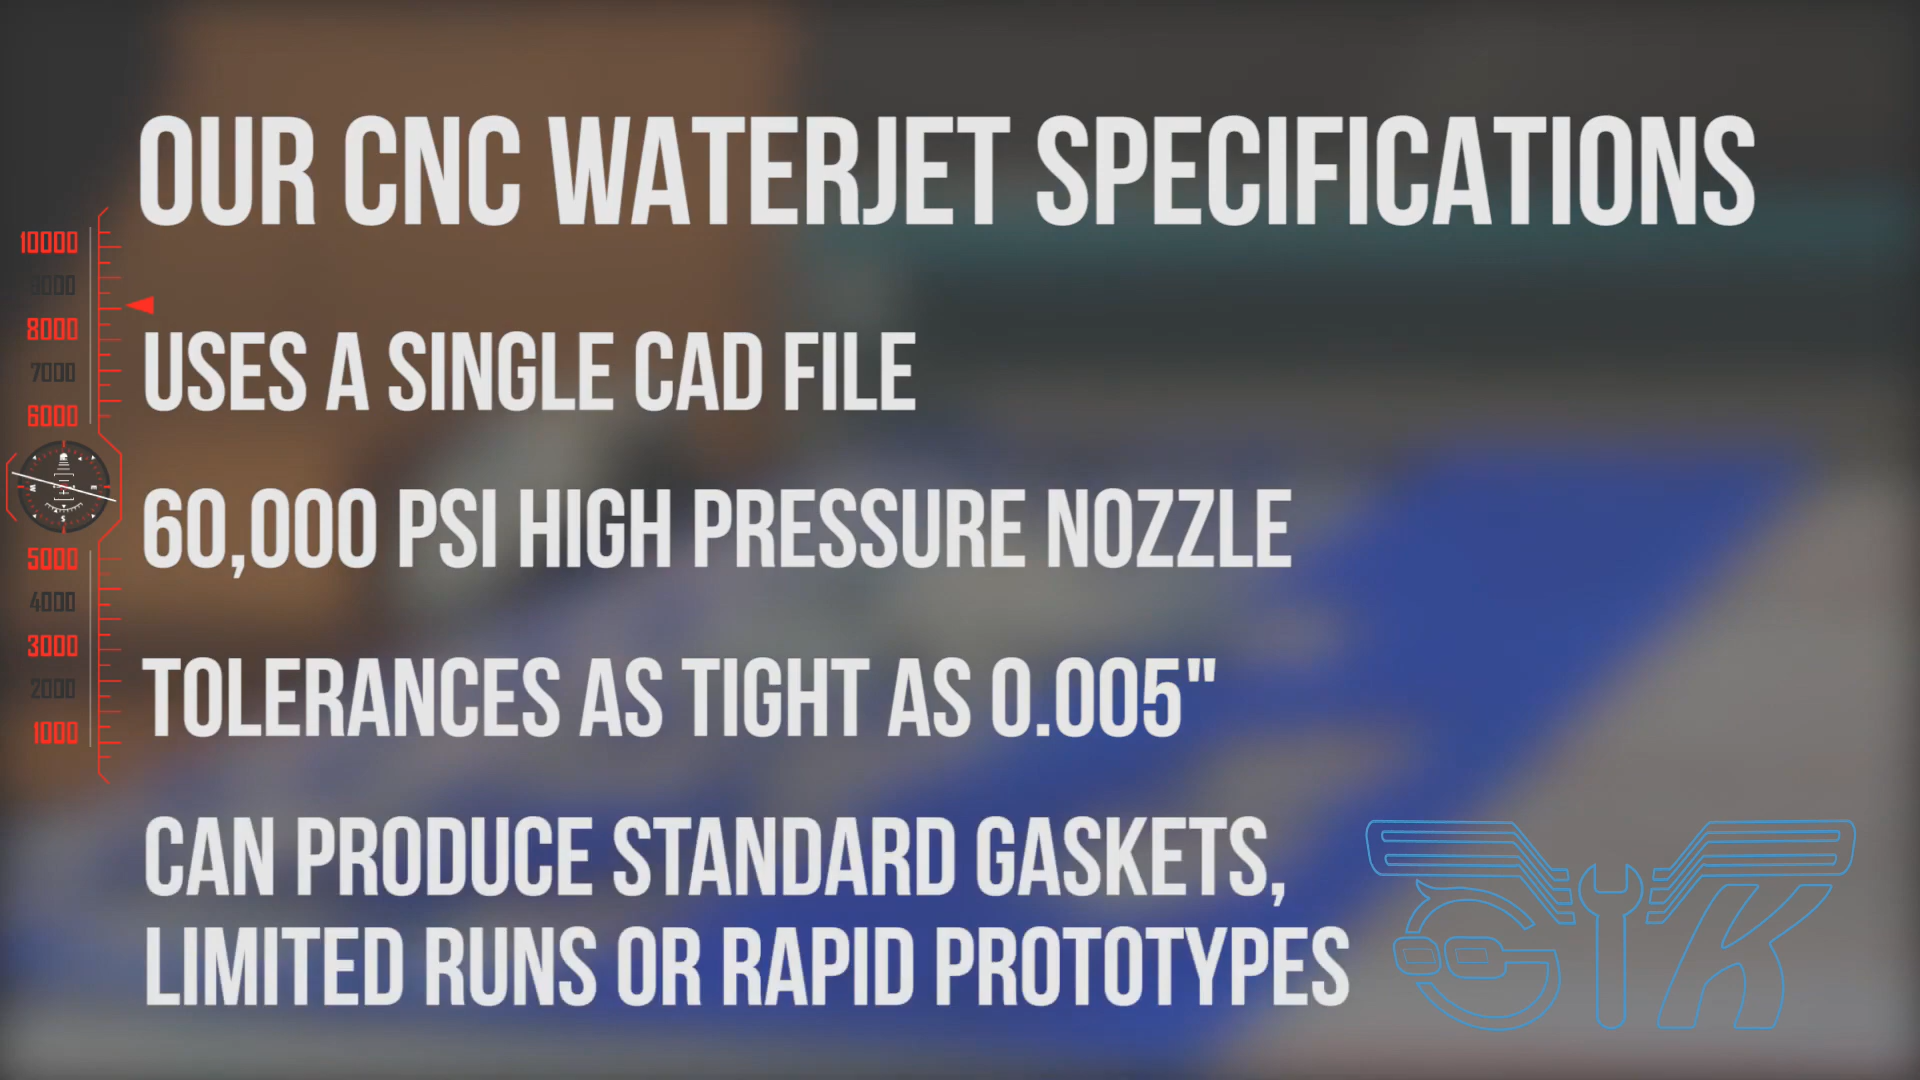 OUR CNC WATERJET SPECIFICATIONS
10000
8000
7000
6000
5000
4000
3000
2000
1000
USES A SINGLE CAD FILE
60,000 PSI HIGH PRESSURE NOZZLE
TOLERANCES AS TIGHT AS 0.005"
CAN PRODUCE STANDARD GASKETS,
LIMITED RUNS OR RAPID PROTOTYPES